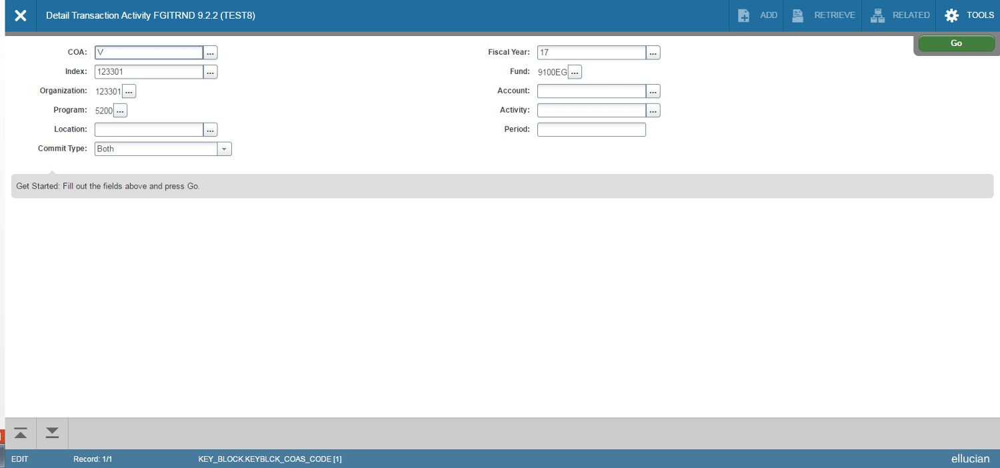 Detail Transaction Activity FGITRND 9.2.2 (TEST8)
ADD
RETRIEVE
RELATED
TOOLS
Go
COA: V ...
Fiscal Year: 17 ...
Index: 123301 ...
Fund: 9100EG ...
Organization: 123301 ...
Account: ...
Program: 5200 ...
Activity: ...
Location: ...
Period:
Commit Type: Both
Get Started: Fill out the fields above and press Go.
EDIT
Record: 1/1
KEY_BLOCK.KEYBLCK_COAS_CODE [1]
ellucian